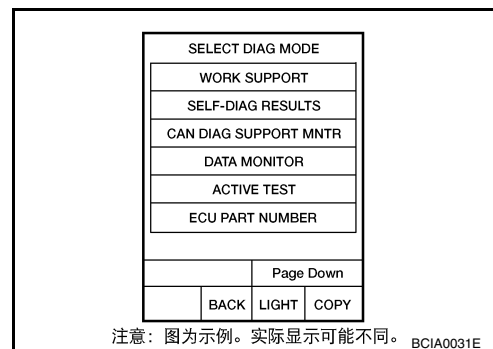 SELECT DIAG MODE
WORK SUPPORT
SELF-DIAG RESULTS
CAN DIAG SUPPORT MNTR
DATA MONITOR
ACTIVE TEST
ECU PART NUMBER
Page Down
BACK LIGHT COPY
注意：图为示例。实际显示可能不同。 BCIA0031E